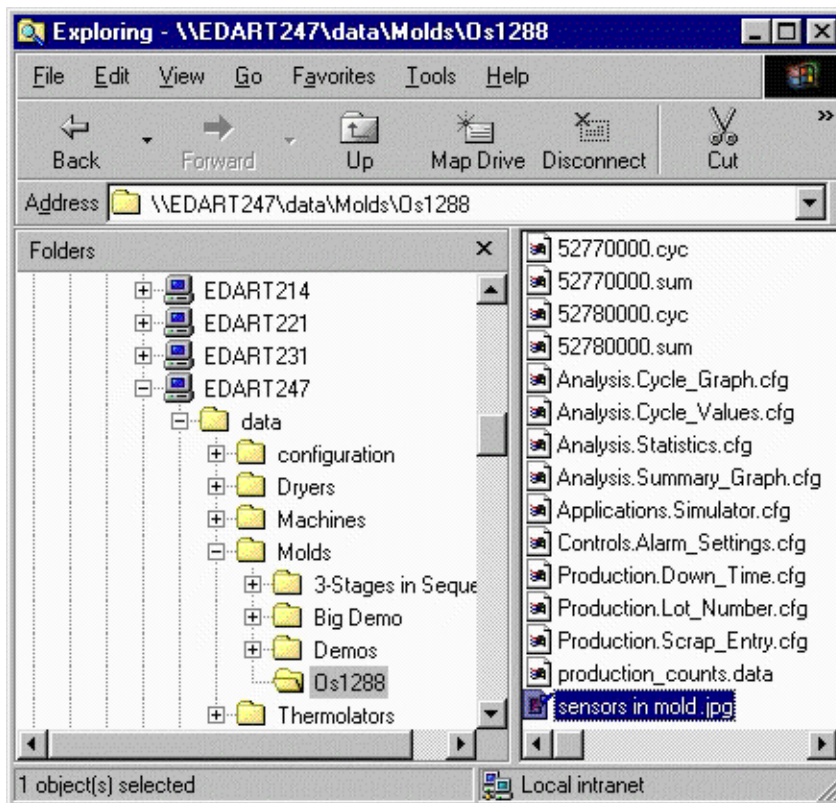 Exploring - \\EDART247\data\Molds\Os1288
File Edit View Go Favorites Tools Help
Back Forward Up Map Drive Disconnect Cut »
Address \\EDART247\data\Molds\Os1288
Folders
EDART214
EDART221
EDART231
EDART247
data
configuration
Dryers
Machines
Molds
3-Stages in Seque
Big Demo
Demos
Os1288
Thermolators
52770000.cyc
52770000.sum
52780000.cyc
52780000.sum
Analysis.Cycle_Graph.cfg
Analysis.Cycle_Values.cfg
Analysis.Statistics.cfg
Analysis.Summary_Graph.cfg
Applications.Simulator.cfg
Controls.Alarm_Settings.cfg
Production.Down_Time.cfg
Production.Lot_Number.cfg
Production.Scrap_Entry.cfg
production_counts.data
sensors in mold.jpg
1 object(s) selected
Local intranet